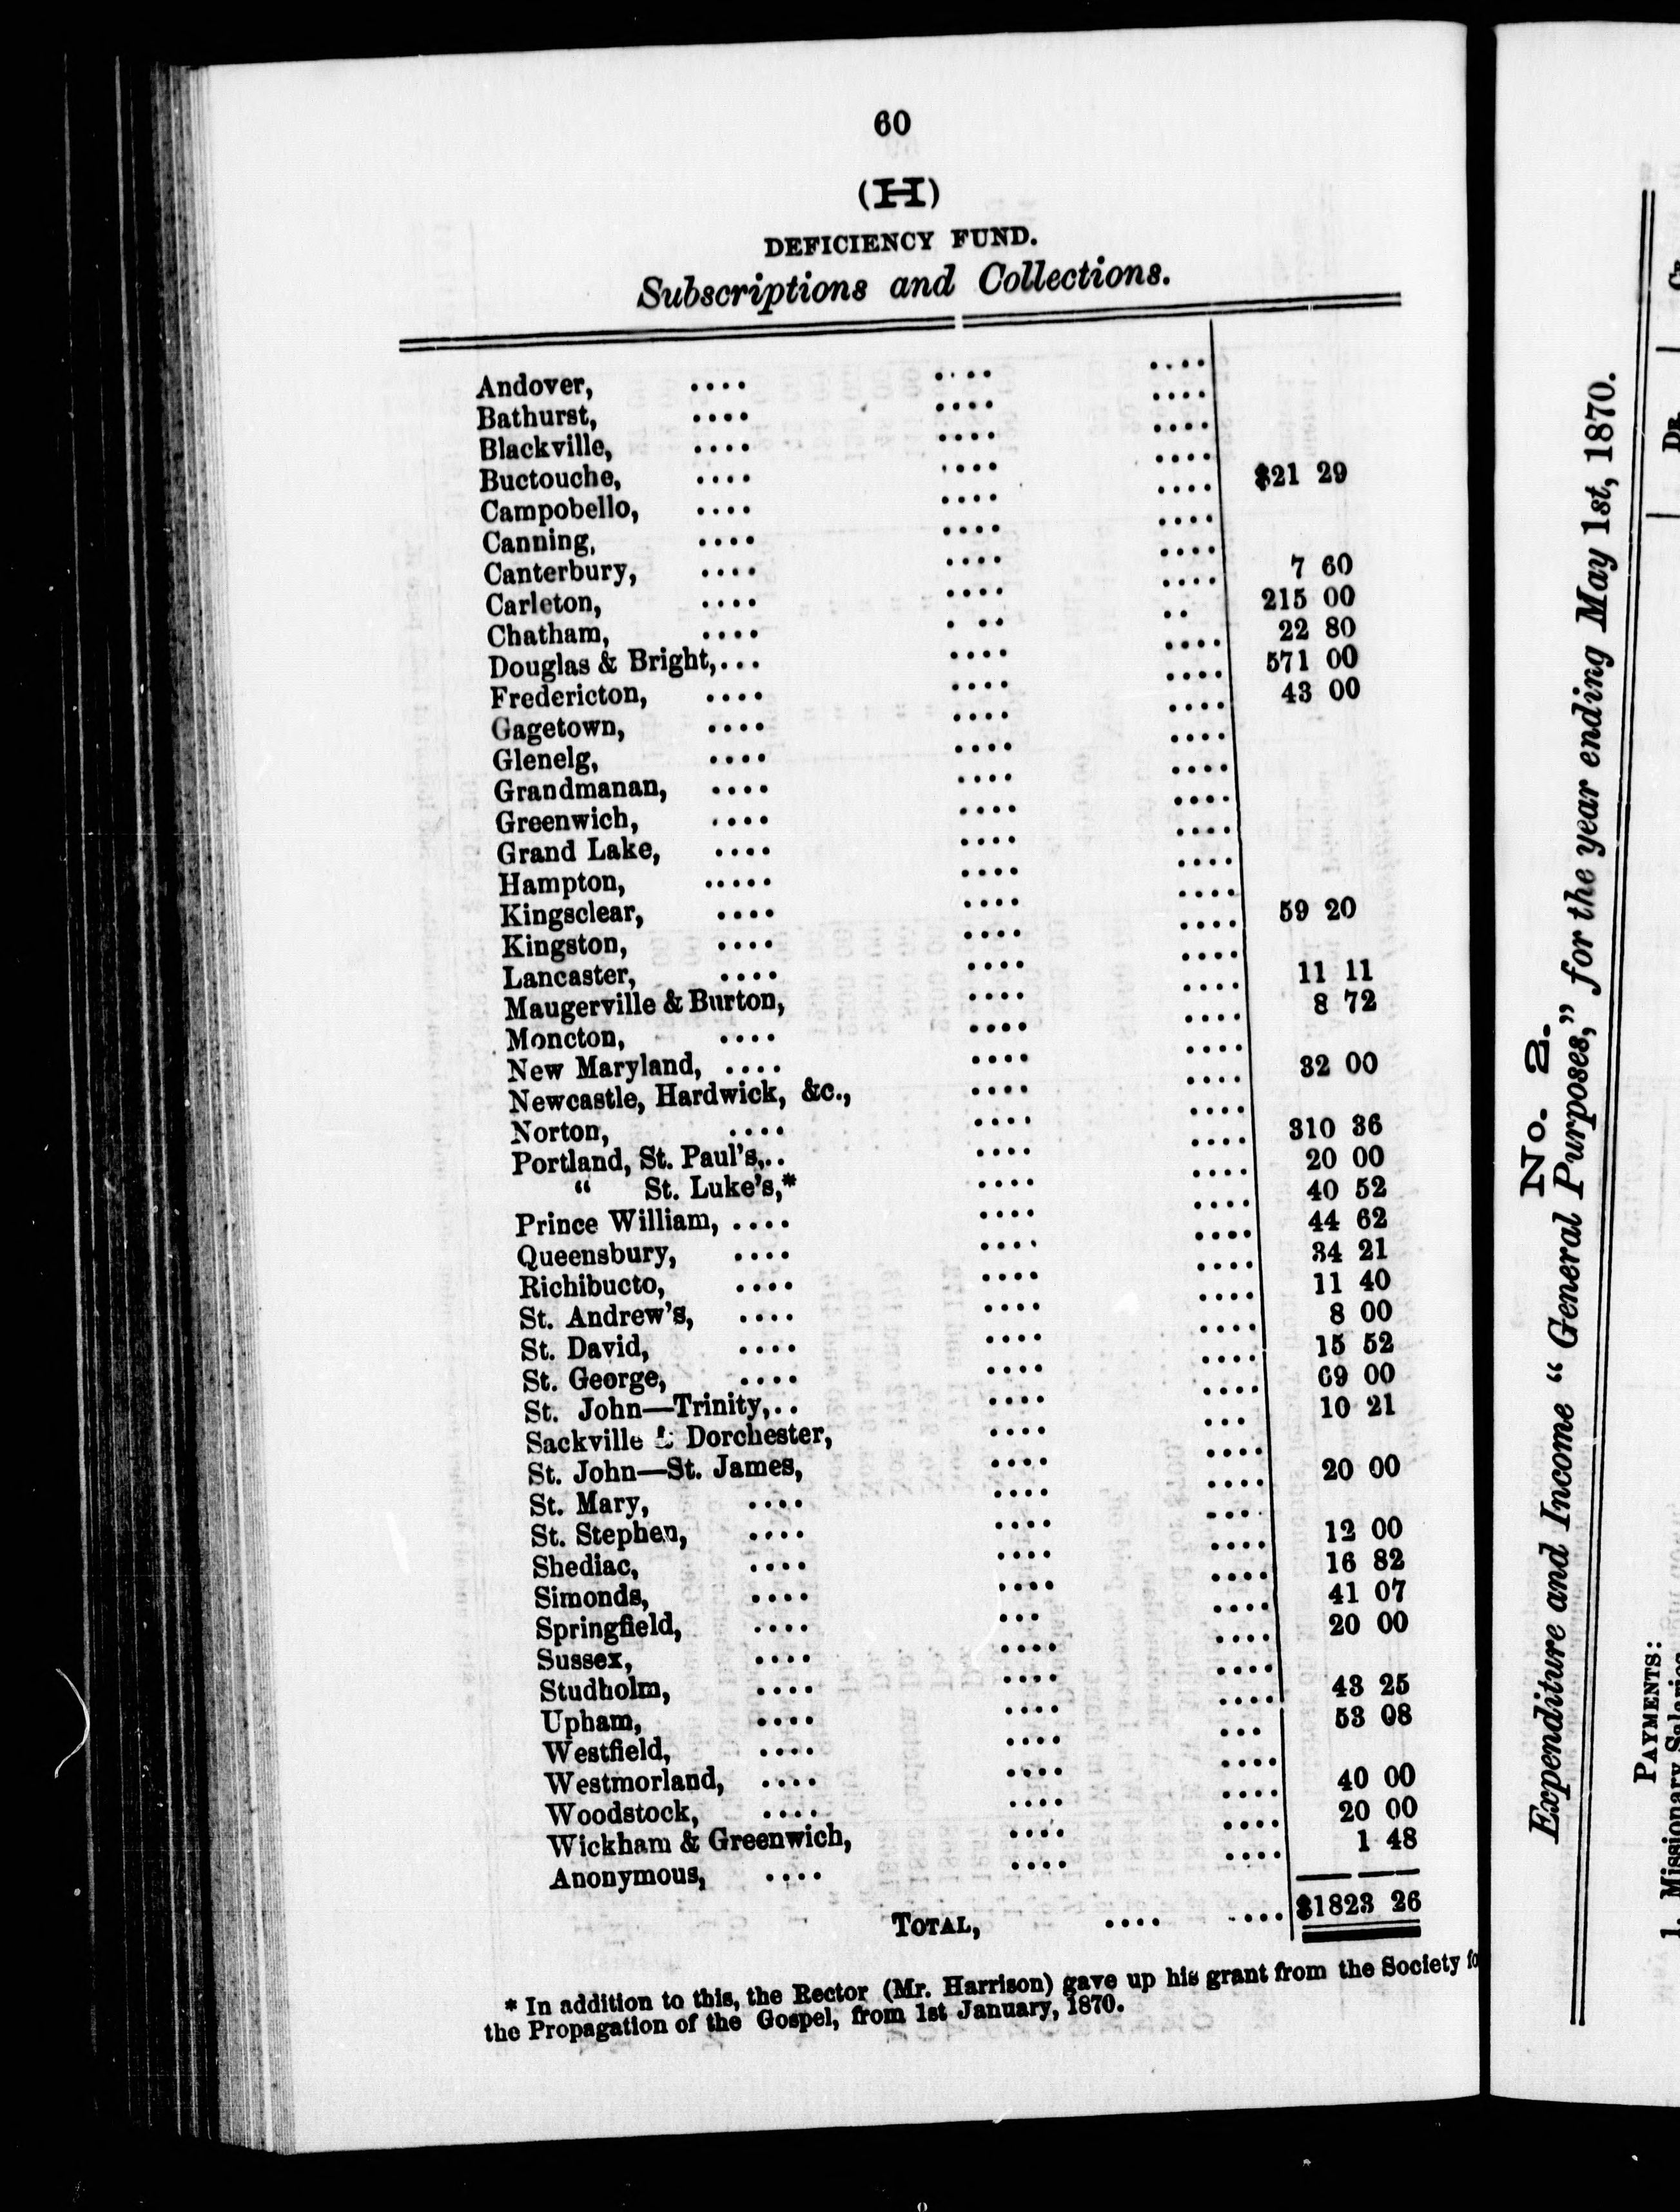 60
(H)
DEFICIENCY FUND.
Subscriptions and Collections.
Andover, .... .... ....
Bathurst, .... .... ....
Blackville, .... .... ....
Buctouche, .... .... ....
Campobello, .... .... .... $21 29
Canning, .... .... ....
Canterbury, .... .... ....
Carleton, .... .... .... 7 60
Chatham, .... . .. .. 215 00
Douglas & Bright,... .... .... 22 80
Fredericton, .... .... .... 571 00
Gagetown, .... .... .... 43 00
Glenelg, .... .... ....
Grandmanan, .... .... ....
Greenwich, .... .... ....
Grand Lake, .... .... ....
Hampton, ..... .... ....
Kingsclear, .... .... ....
Kingston, .... .... .... 59 20
Lancaster, .... .... ....
Maugerville & Burton, .... .... 11 11
Moncton, .... .... .... 8 72
New Maryland, .... .... ....
Newcastle, Hardwick, &c., .... .... 32 00
Norton, .... .... ....
Portland, St. Paul's,.. .... .... 310 36
“ St. Luke's,* .... .... 20 00
Prince William, .... .... .... 40 52
Queensbury, .... .... .... 44 62
Richibucto, .... .... .... 34 21
St. Andrew's, .... .... .... 11 40
St. David, .... .... .... 8 00
St. George, .... .... .... 15 52
St. John—Trinity,.. .... .... 69 00
Sackville & Dorchester, .... ... 10 21
St. John—St. James, .... ....
St. Mary, .... .... .... 20 00
St. Stephen, .... .... ....
Shediac, .... .... .... 12 00
Simonds, .... .... .... 16 82
Springfield, .... ... .... 41 07
Sussex, .... .... .... 20 00
Studholm, .... .... ....
Upham, .... .... .... 43 25
Westfield, .... .... ... 53 08
Westmorland, .... .... ....
Woodstock, .... .... .... 40 00
Wickham & Greenwich, .... .... 20 00
Anonymous, .... .... .... 1 48
TOTAL, .... .... $1823 26
* In addition to this, the Rector (Mr. Harrison) gave up his grant from the Society fo
the Propagation of the Gospel, from 1st January, 1870.
No. 2.
Expenditure and Income “General Purposes,” for the year ending May 1st, 1870.
DR.
PAYMENTS:
1. Missionary Salaries